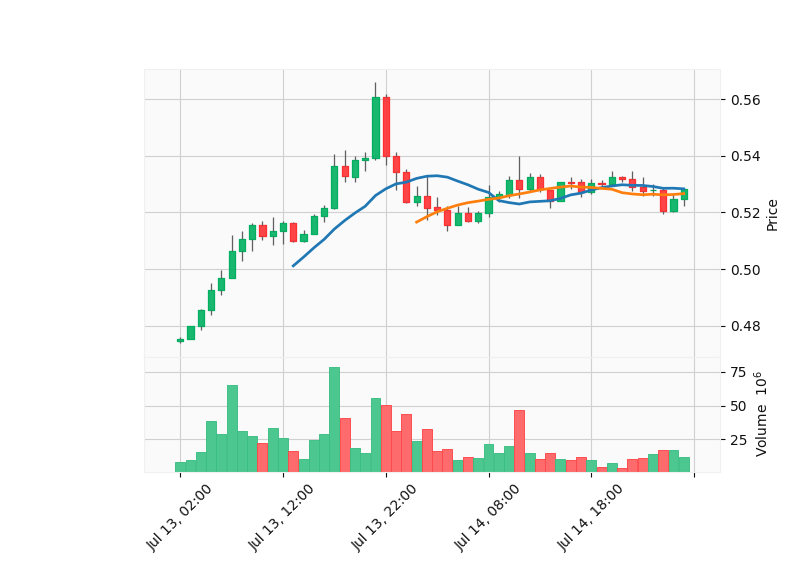 0.56
0.54
0.52
0.50
0.48
Price
75
50
25
Volume 10⁶
Jul 13, 02:00
Jul 13, 12:00
Jul 13, 22:00
Jul 14, 08:00
Jul 14, 18:00